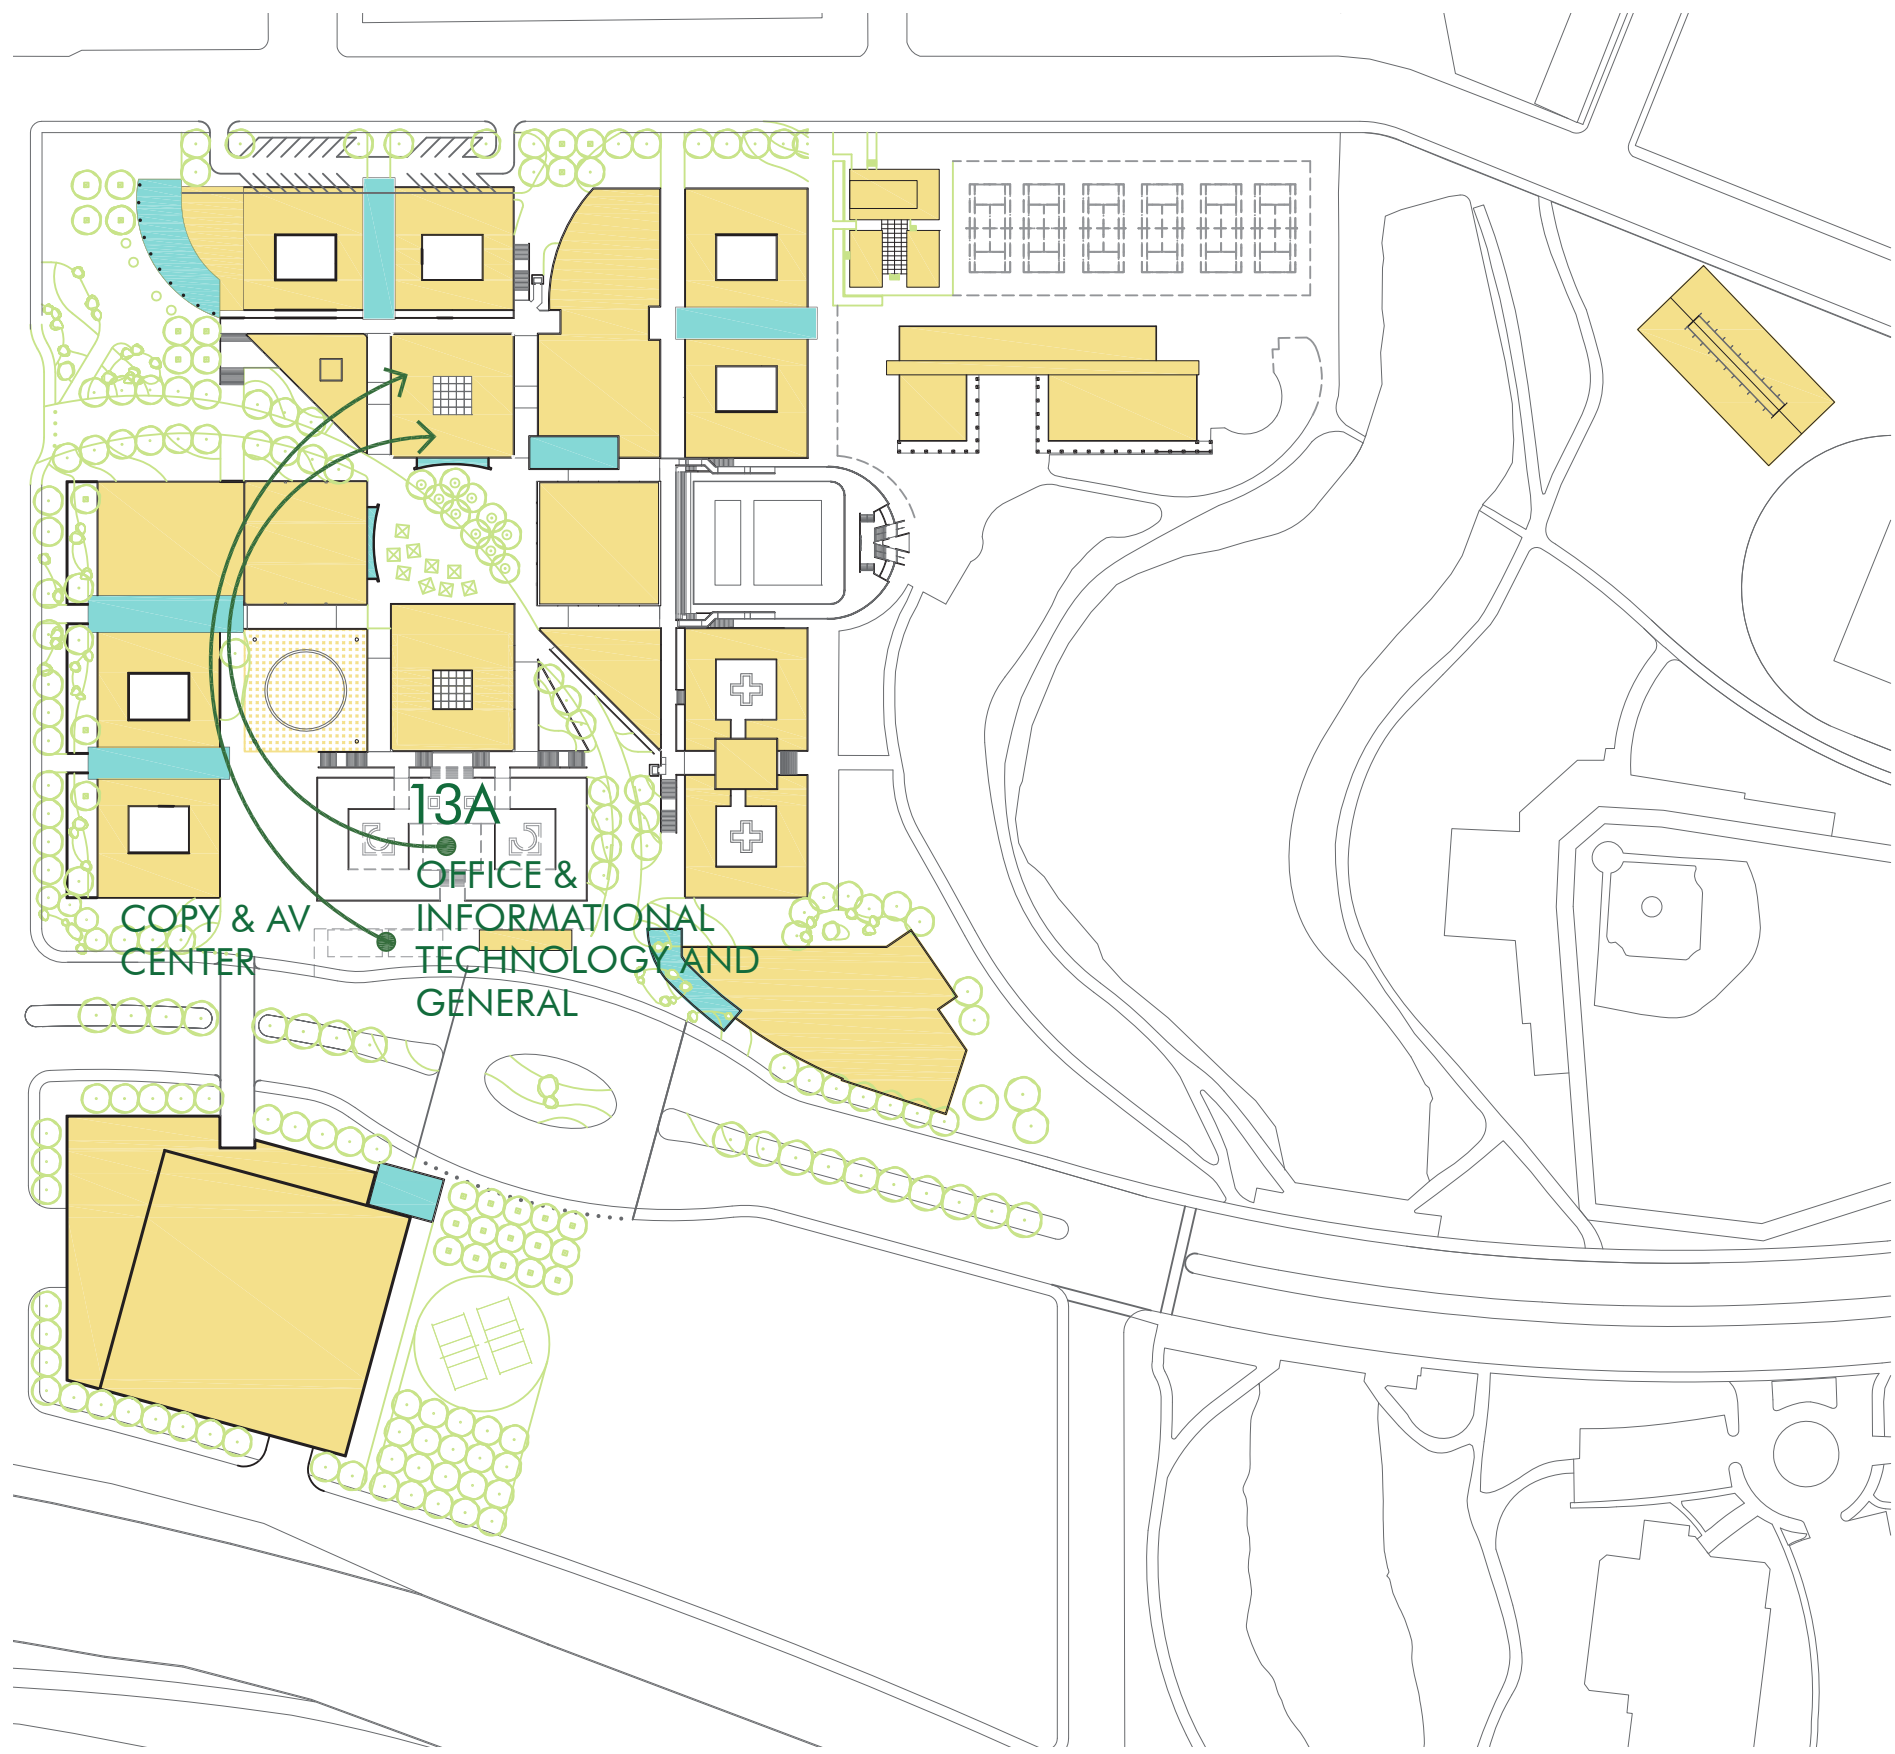 13A
OFFICE &
INFORMATIONAL
TECHNOLOGY AND
GENERAL
COPY & AV
CENTER